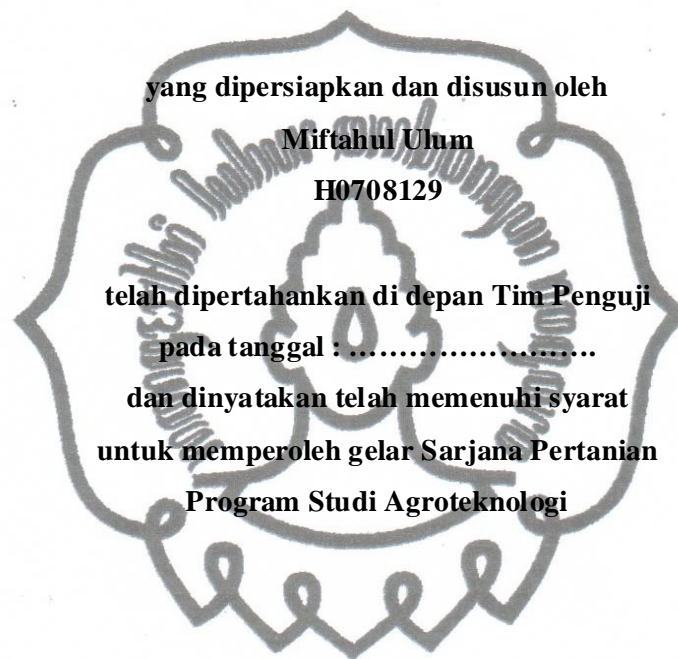 yang dipersiapkan dan disusun oleh
Miftahul Ulum
H0708129
telah dipertahankan di depan Tim Penguji
pada tanggal : ……………………..
dan dinyatakan telah memenuhi syarat
untuk memperoleh gelar Sarjana Pertanian
Program Studi Agroteknologi